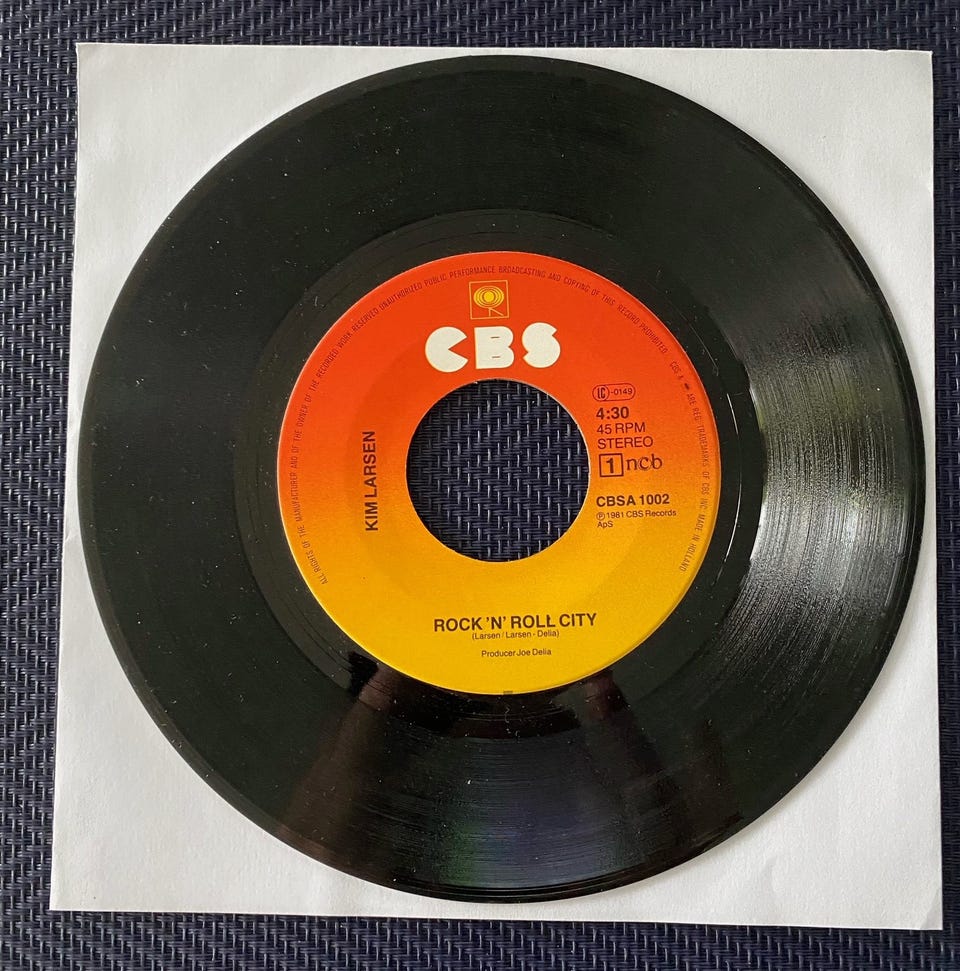 ALL RIGHTS OF THE MANUFACTURER AND OF THE OWNER OF THE RECORDED WORK RESERVED UNAUTHORIZED PUBLIC PERFORMANCE BROADCASTING AND COPYING OF THIS RECORD PROHIBITED. CBS & ARE REG. TRADEMARKS OF CBS INC. MADE IN HOLLAND.
CBS
LC-0149
4:30
45 RPM
STEREO
1 ncb
KIM LARSEN
CBSA 1002
℗ 1981 CBS Records
ApS
ROCK 'N' ROLL CITY
(Larsen / Larsen - Delia)
Producer Joe Delia